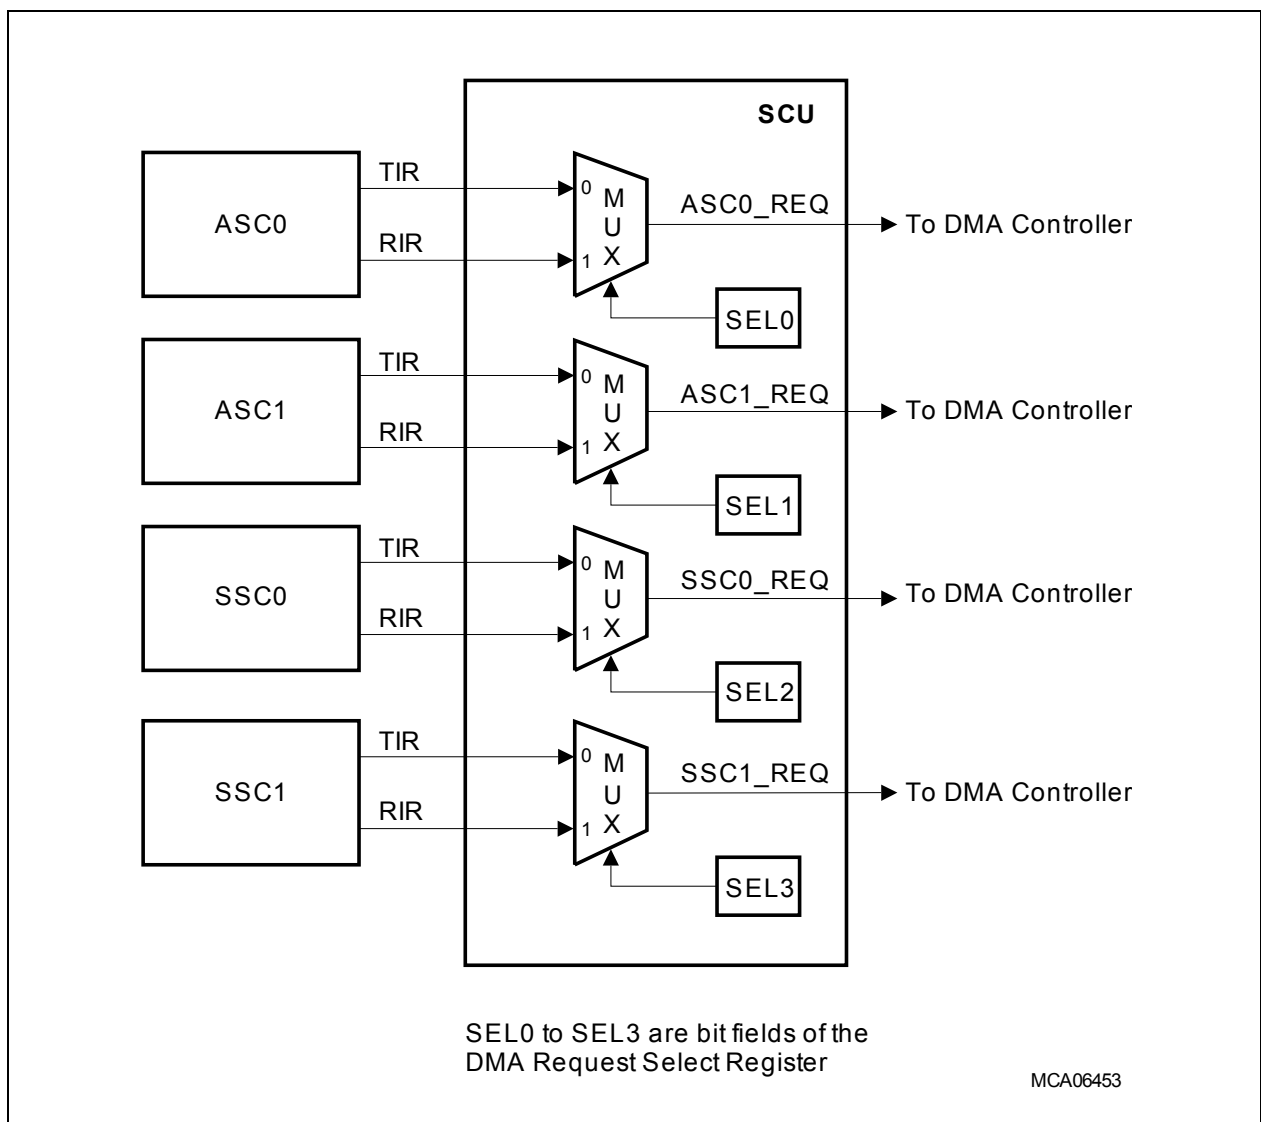 SCU
TIR
0
M
U
X
ASC0
ASC0_REQ
To DMA Controller
RIR
1
SEL0
TIR
0
M
U
X
ASC1
ASC1_REQ
To DMA Controller
RIR
1
SEL1
TIR
0
M
U
X
SSC0
SSC0_REQ
To DMA Controller
RIR
1
SEL2
TIR
0
M
U
X
SSC1
SSC1_REQ
To DMA Controller
RIR
1
SEL3
SEL0 to SEL3 are bit fields of the
DMA Request Select Register
MCA06453